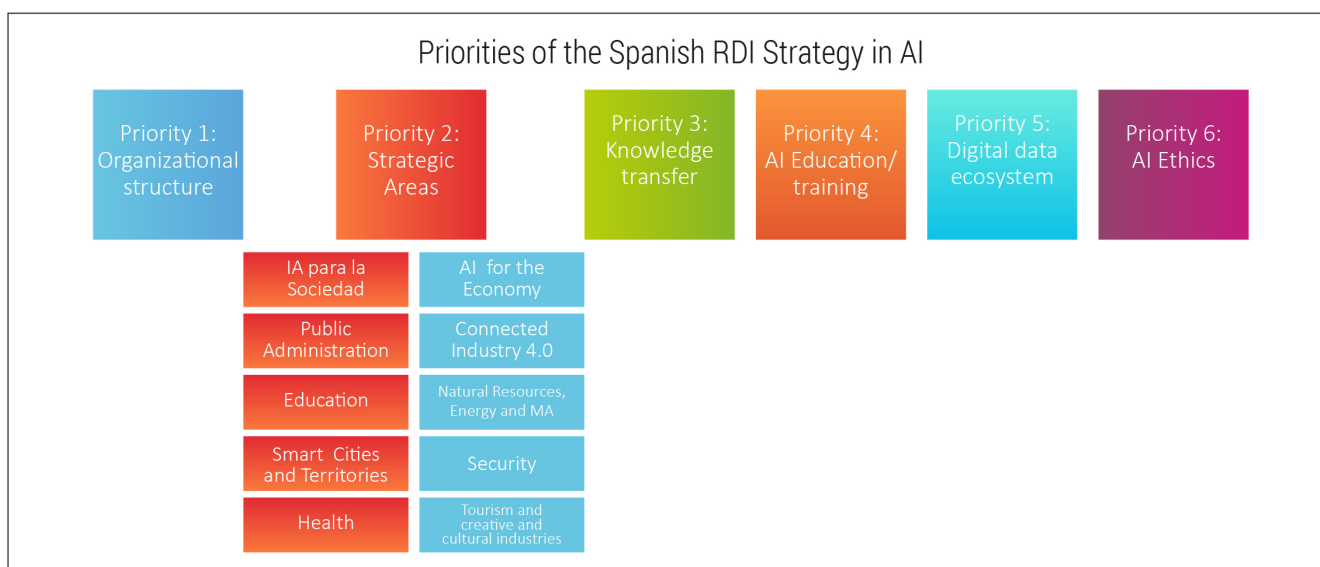 Priorities of the Spanish RDI Strategy in AI
Priority 1:
Organizational
structure
Priority 2:
Strategic
Areas
Priority 3:
Knowledge
transfer
Priority 4:
AI Education/
training
Priority 5:
Digital data
ecosystem
Priority 6:
AI Ethics
IA para la
Sociedad
AI for the
Economy
Public
Administration
Connected
Industry 4.0
Education
Natural Resources,
Energy and MA
Smart Cities
and Territories
Security
Health
Tourism and
creative and
cultural industries